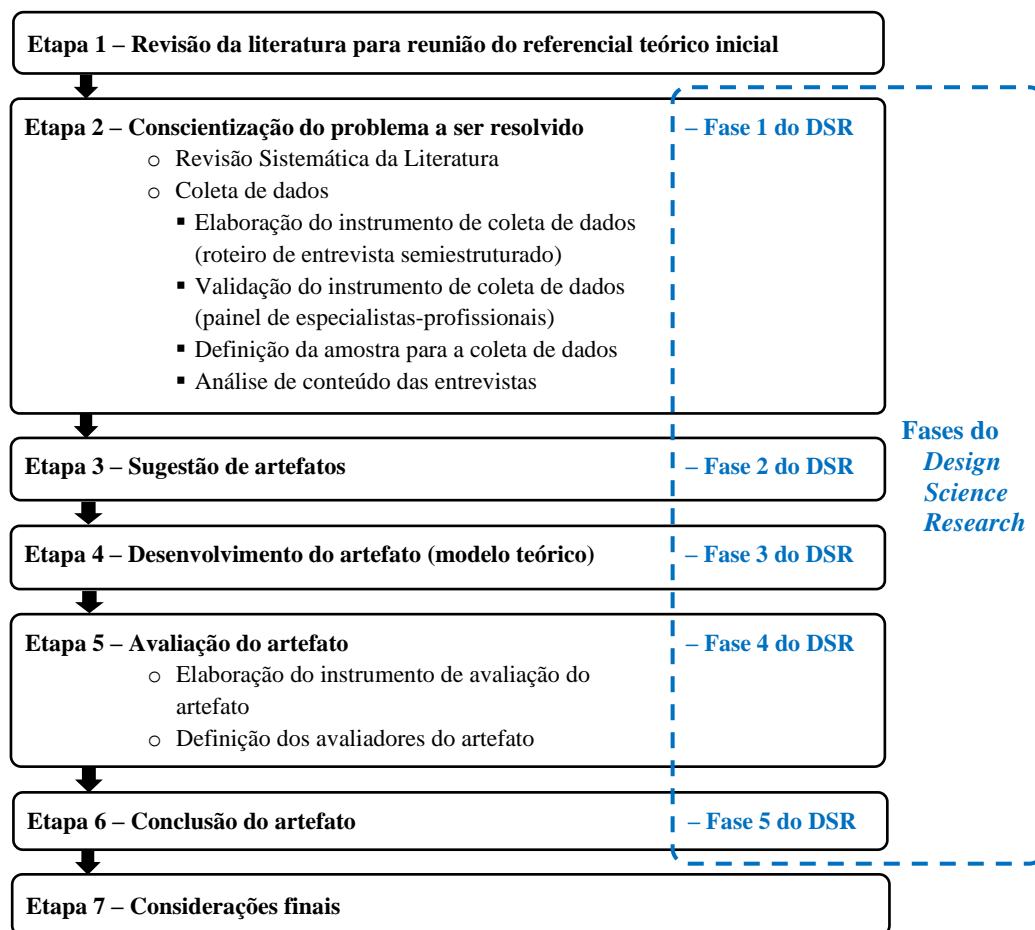 Etapa 1 – Revisão da literatura para reunião do referencial teórico inicial
Etapa 2 – Conscientização do problema a ser resolvido – Fase 1 do DSR
o Revisão Sistemática da Literatura
o Coleta de dados
▪ Elaboração do instrumento de coleta de dados
(roteiro de entrevista semiestruturado)
▪ Validação do instrumento de coleta de dados
(painel de especialistas-profissionais)
▪ Definição da amostra para a coleta de dados
▪ Análise de conteúdo das entrevistas
Etapa 3 – Sugestão de artefatos – Fase 2 do DSR
Etapa 4 – Desenvolvimento do artefato (modelo teórico) – Fase 3 do DSR
Etapa 5 – Avaliação do artefato – Fase 4 do DSR
o Elaboração do instrumento de avaliação do
artefato
o Definição dos avaliadores do artefato
Etapa 6 – Conclusão do artefato – Fase 5 do DSR
Etapa 7 – Considerações finais
Fases do
Design
Science
Research